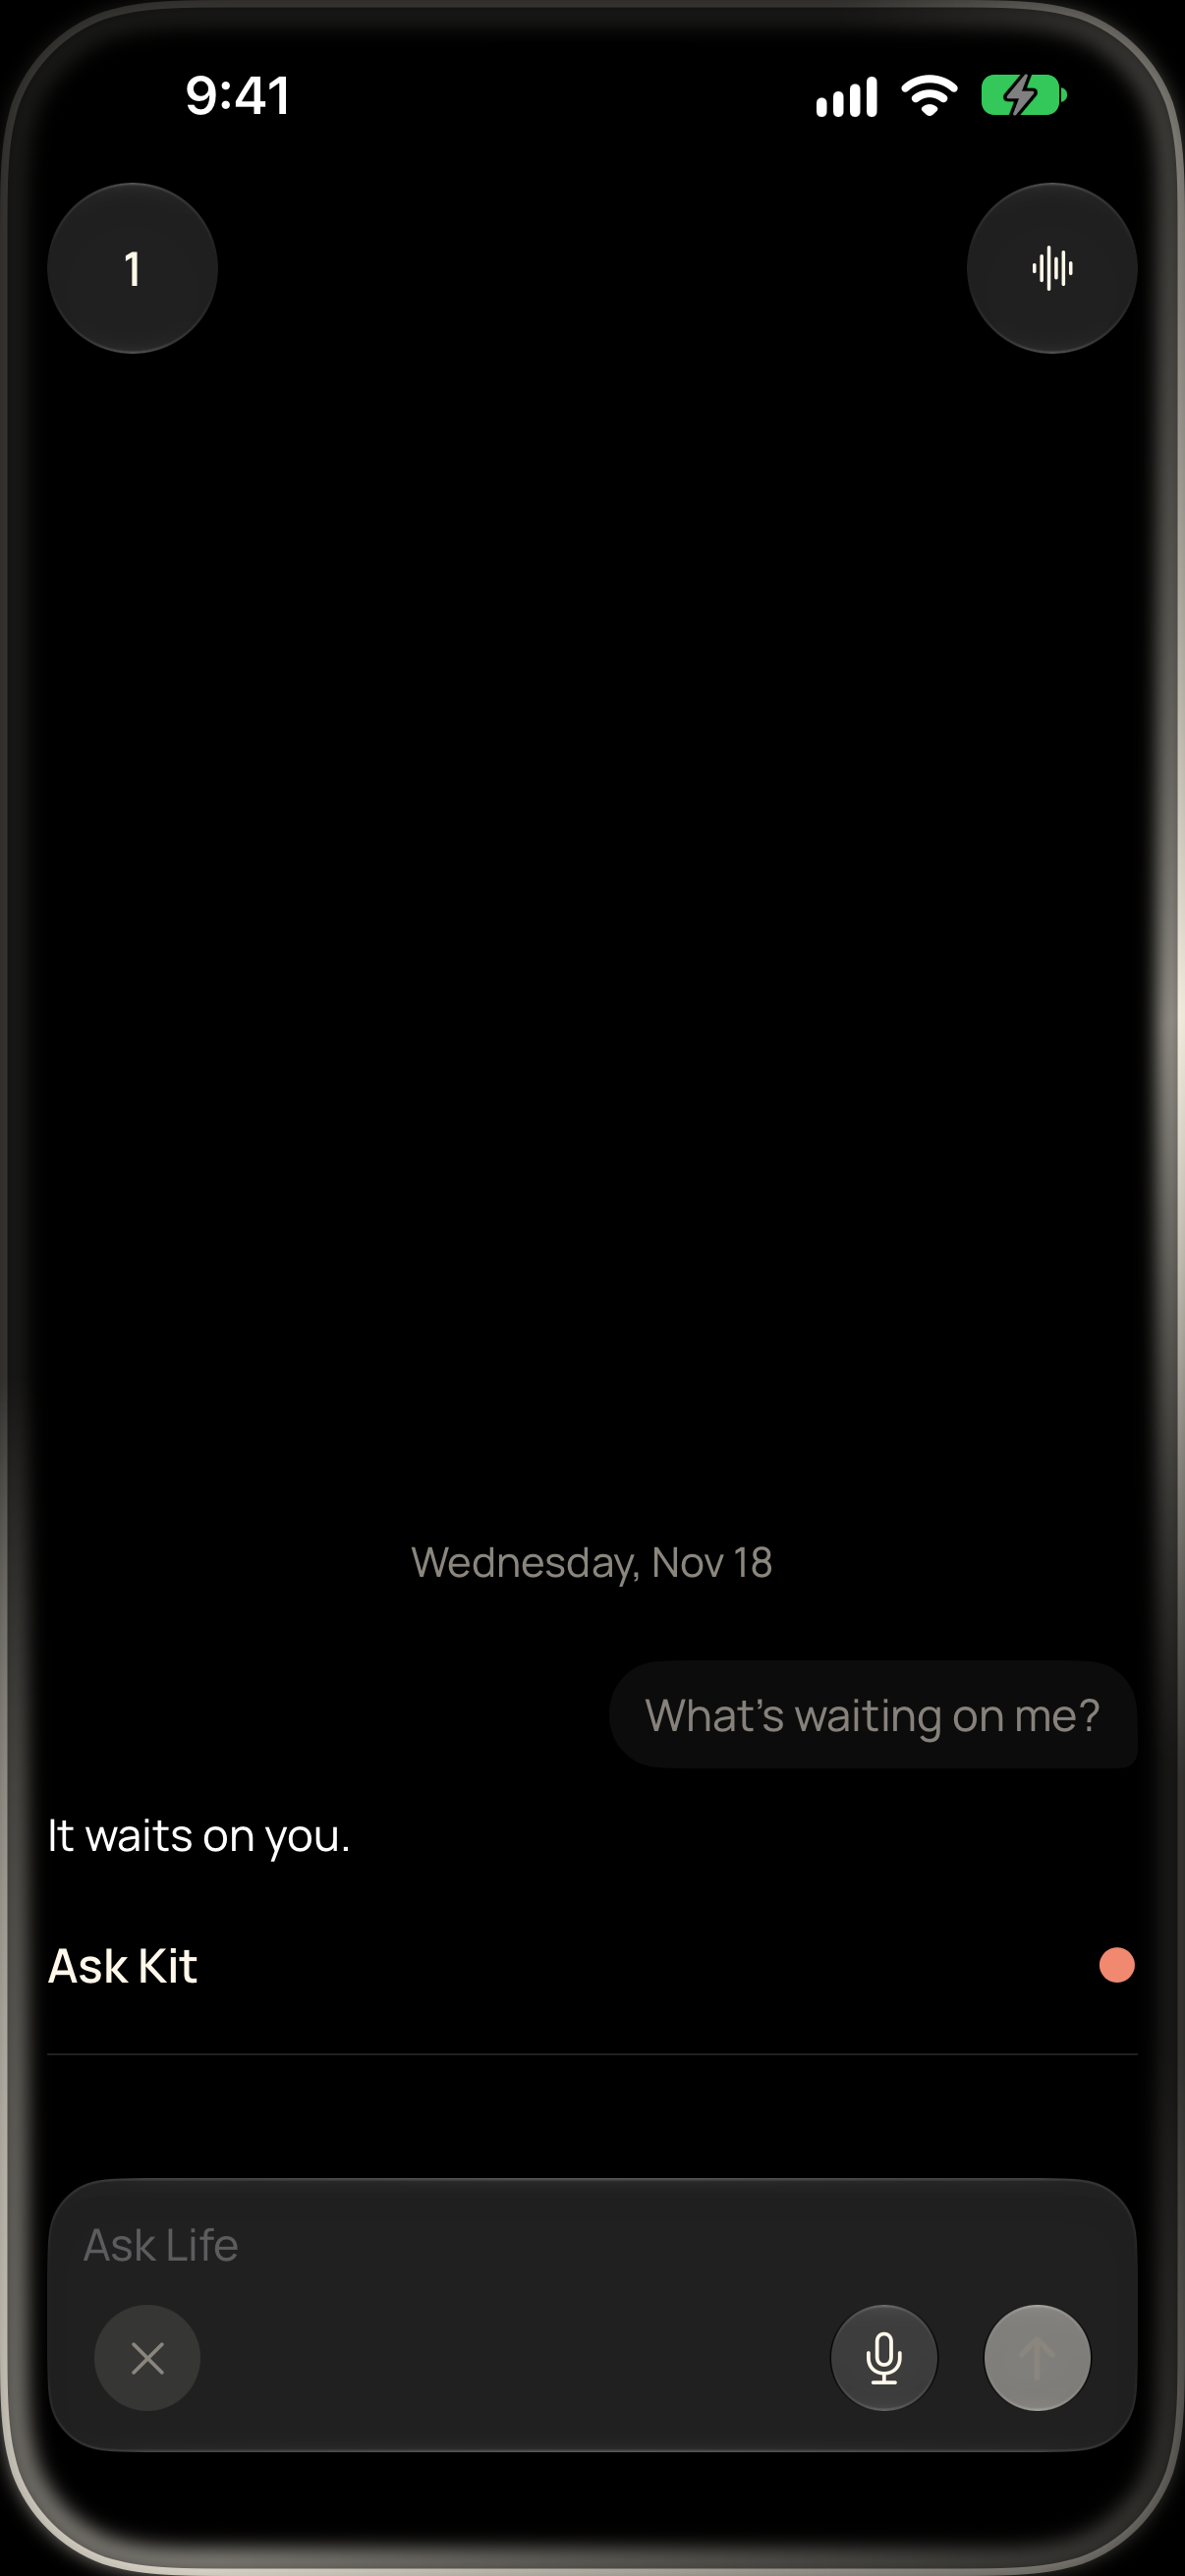 9:41
1
Wednesday, Nov 18
What’s waiting on me?
It waits on you.
Ask Kit
Ask Life